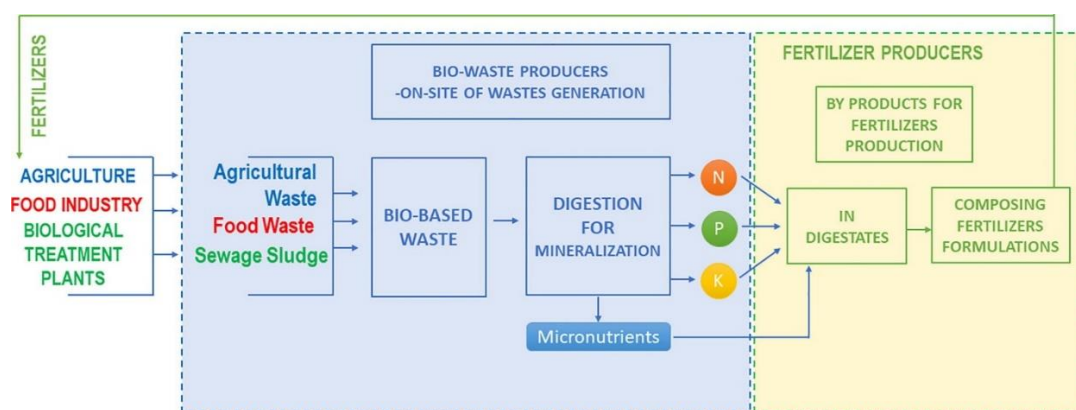 FERTILIZERS
AGRICULTURE
FOOD INDUSTRY
BIOLOGICAL
TREATMENT
PLANTS
BIO-WASTE PRODUCERS
-ON-SITE OF WASTES GENERATION
Agricultural
Waste
Food Waste
Sewage Sludge
BIO-BASED
WASTE
DIGESTION
FOR
MINERALIZATION
N
P
K
Micronutrients
FERTILIZER PRODUCERS
BY PRODUCTS FOR
FERTILIZERS
PRODUCTION
IN
DIGESTATES
COMPOSING
FERTILIZERS
FORMULATIONS